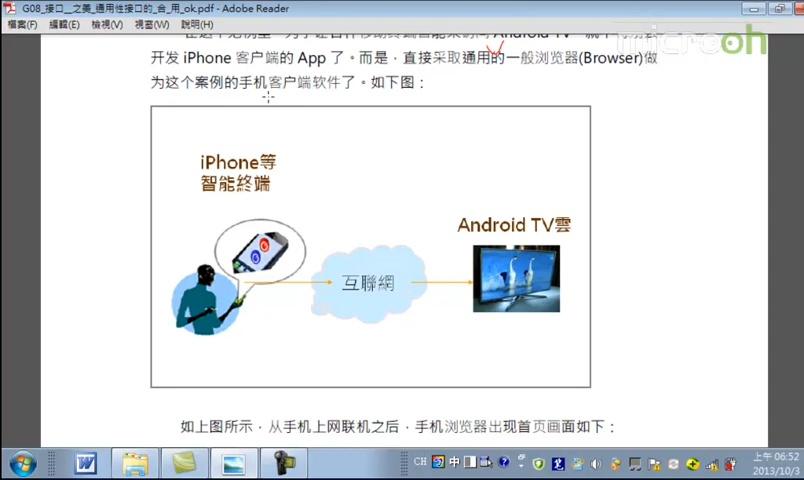 G08_接口__之美_通用性接口的_合_用_ok.pdf - Adobe Reader
檔案(F) 編輯(E) 檢視(V) 視窗(W) 說明(H)
microoh
开发 iPhone 客户端的 App 了。而是，直接采取通用的一般浏览器(Browser)做
为这个案例的手机客户端软件了。如下图：
iPhone等
智能終端
Android TV雲
互聯網
如上图所示，从手机上网联机之后，手机浏览器出现首页画面如下：
CH 中
上午 06:52
2013/10/3